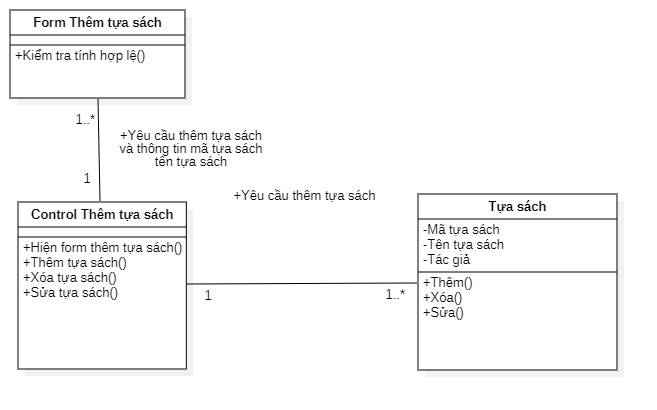 Form Thêm tựa sách
+Kiểm tra tính hợp lệ()
1..*
+Yêu cầu thêm tựa sách
và thông tin mã tựa sách
tên tựa sách
1
+Yêu cầu thêm tựa sách
Control Thêm tựa sách
+Hiện form thêm tựa sách()
+Thêm tựa sách()
+Xóa tựa sách()
+Sửa tựa sách()
1
1..*
Tựa sách
-Mã tựa sách
-Tên tựa sách
-Tác giả
+Thêm()
+Xóa()
+Sửa()